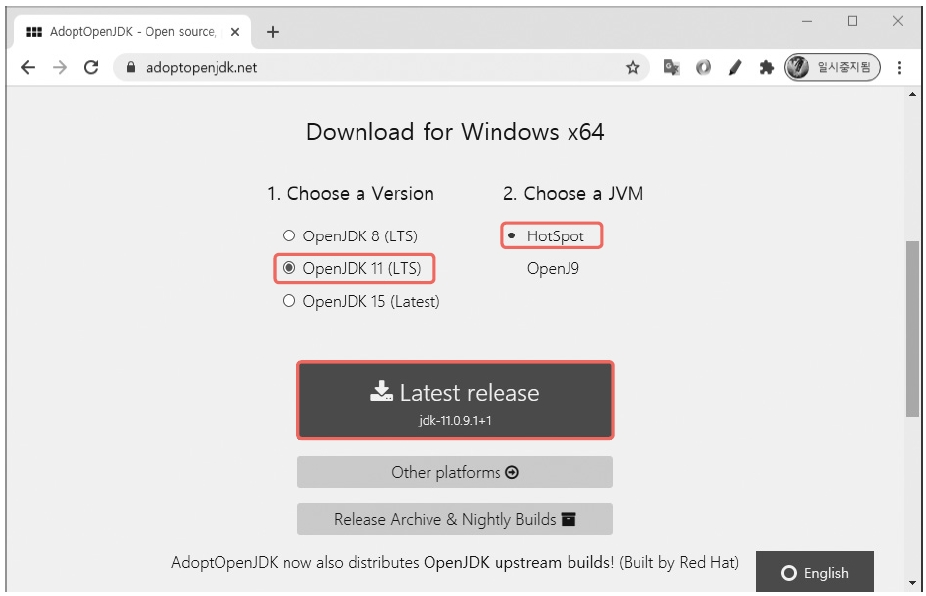 AdoptOpenJDK - Open source,
adoptopenjdk.net
일시중지됨
Download for Windows x64
1. Choose a Version
2. Choose a JVM
OpenJDK 8 (LTS)
HotSpot
OpenJDK 11 (LTS)
OpenJ9
OpenJDK 15 (Latest)
Latest release
jdk-11.0.9.1+1
Other platforms
Release Archive & Nightly Builds
AdoptOpenJDK now also distributes OpenJDK upstream builds! (Built by Red Hat)
English